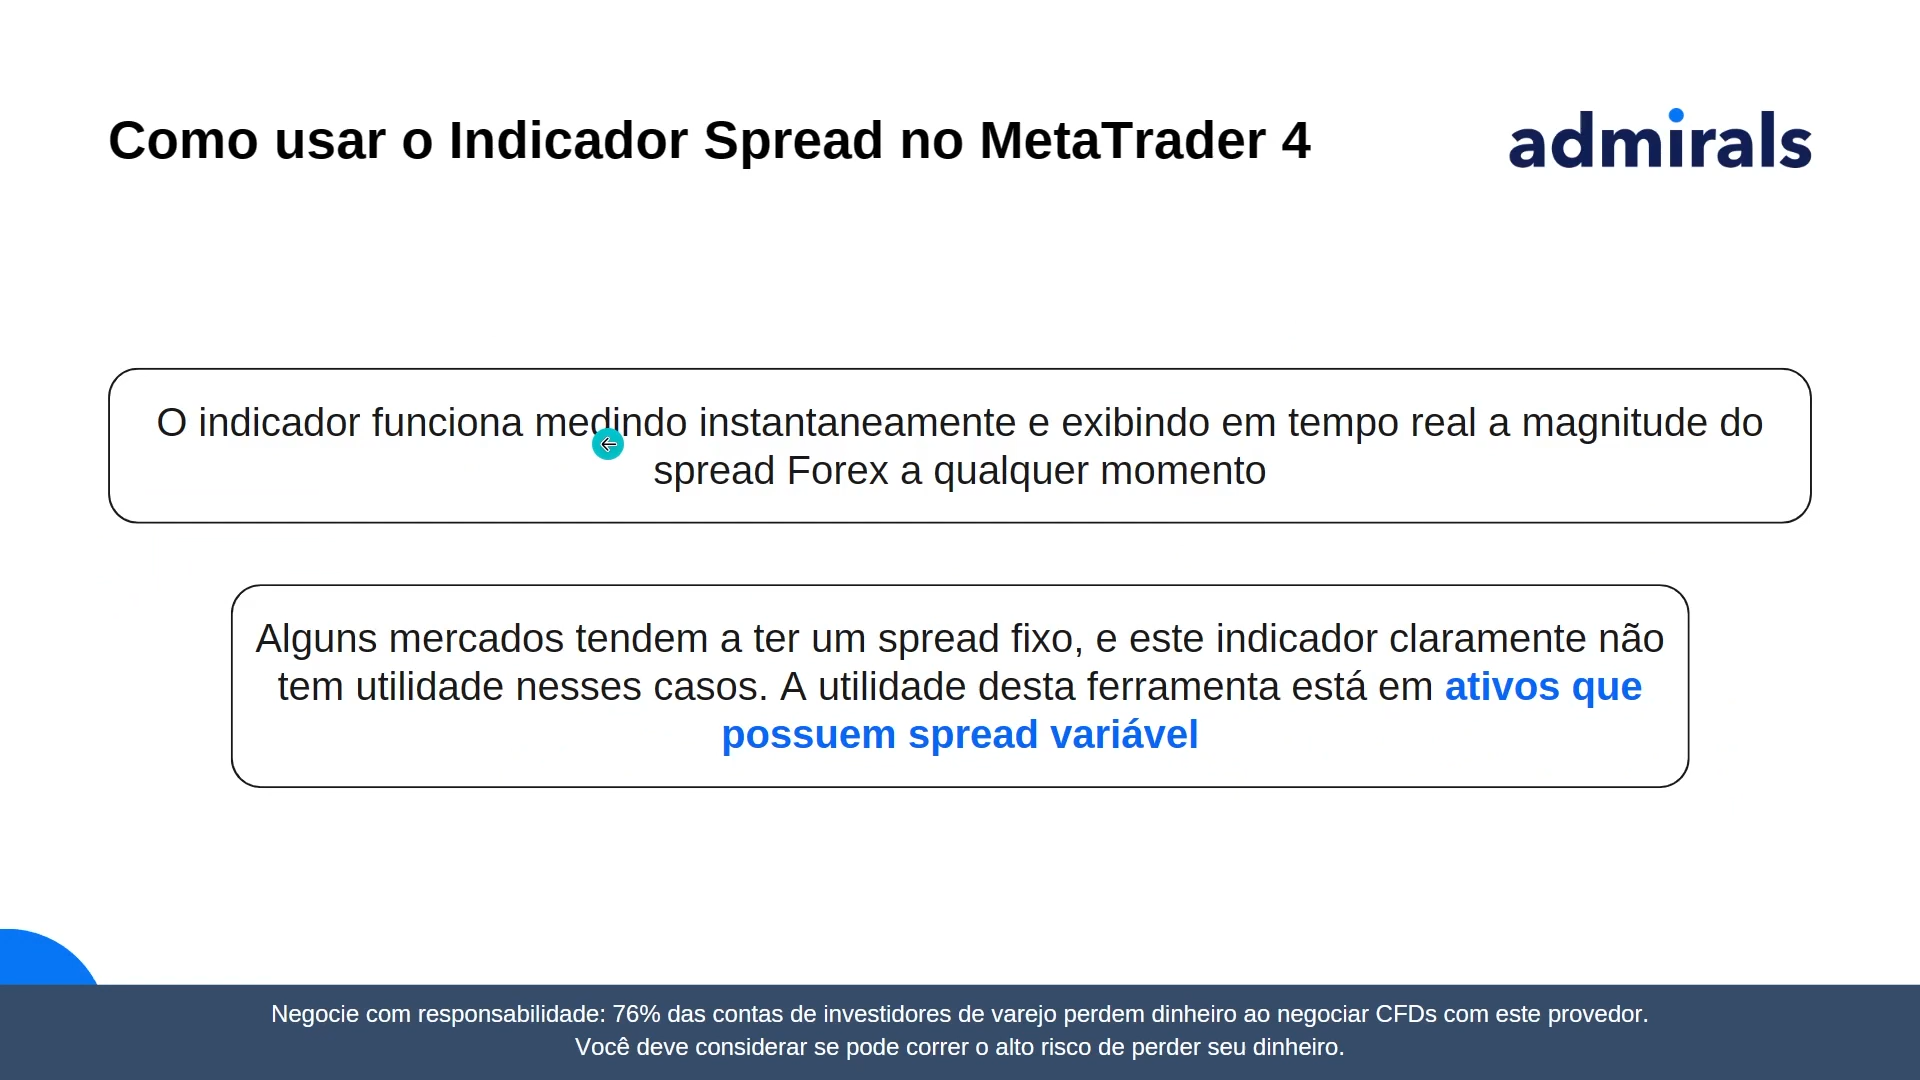 Como usar o Indicador Spread no MetaTrader 4
admirals
O indicador funciona medindo instantaneamente e exibindo em tempo real a magnitude do
spread Forex a qualquer momento
Alguns mercados tendem a ter um spread fixo, e este indicador claramente não
tem utilidade nesses casos. A utilidade desta ferramenta está em ativos que
possuem spread variável
Negocie com responsabilidade: 76% das contas de investidores de varejo perdem dinheiro ao negociar CFDs com este provedor.
Você deve considerar se pode correr o alto risco de perder seu dinheiro.